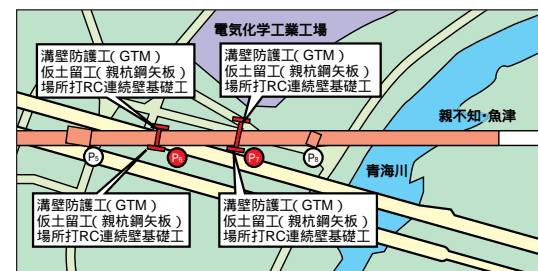 電気化学工業工場
溝壁防護工(GTM)
仮土留工(親杭鋼矢板)
場所打RC連続壁基礎工
溝壁防護工(GTM)
仮土留工(親杭鋼矢板)
場所打RC連続壁基礎工
親不知・魚津
P5
P6
P7
P8
青海川
溝壁防護工(GTM)
仮土留工(親杭鋼矢板)
場所打RC連続壁基礎工
溝壁防護工(GTM)
仮土留工(親杭鋼矢板)
場所打RC連続壁基礎工